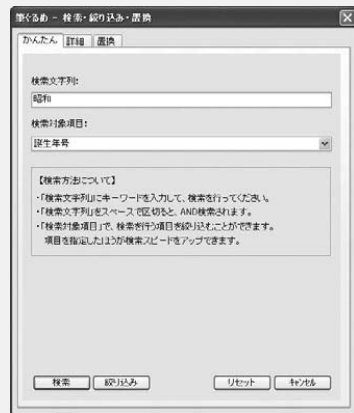 筆ぐるめ - 検索・絞り込み・置換
かんたん 詳細 置換
検索文字列:
昭和
検索対象項目:
誕生年号
【検索方法について】
・「検索文字列」にキーワードを入力して、検索を行ってください。
・「検索文字列」をスペースで区切ると、AND検索されます。
・「検索対象項目」で、検索を行う項目を絞り込むことができます。
項目を指定したほうが検索スピードをアップできます。
検索 絞り込み リセット キャンセル